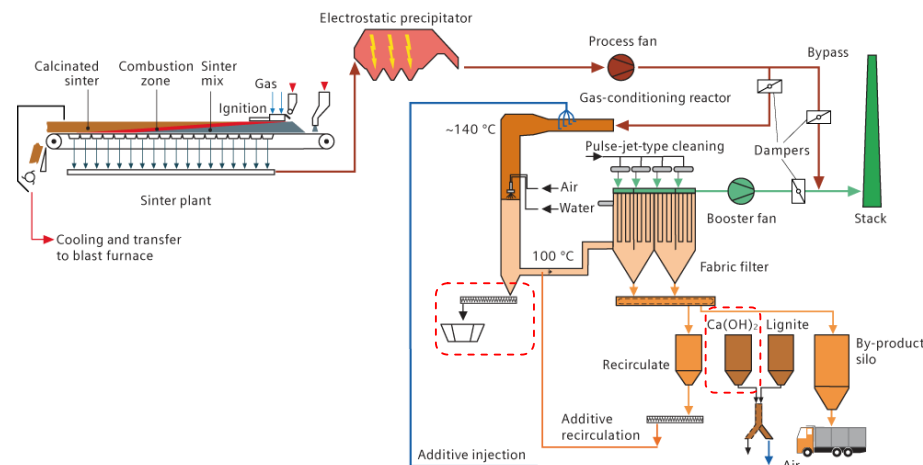 Electrostatic precipitator
Process fan
Bypass
Calcinated
sinter
Combustion
zone
Sinter
mix
Gas
Ignition
Gas-conditioning reactor
~140 °C
Pulse-jet-type cleaning
Dampers
Air
Water
Sinter plant
Booster fan
Stack
Cooling and transfer
to blast furnace
100 °C
Fabric filter
Ca(OH)₂
Lignite
By-product
silo
Recirculate
Additive
recirculation
Additive injection
Air